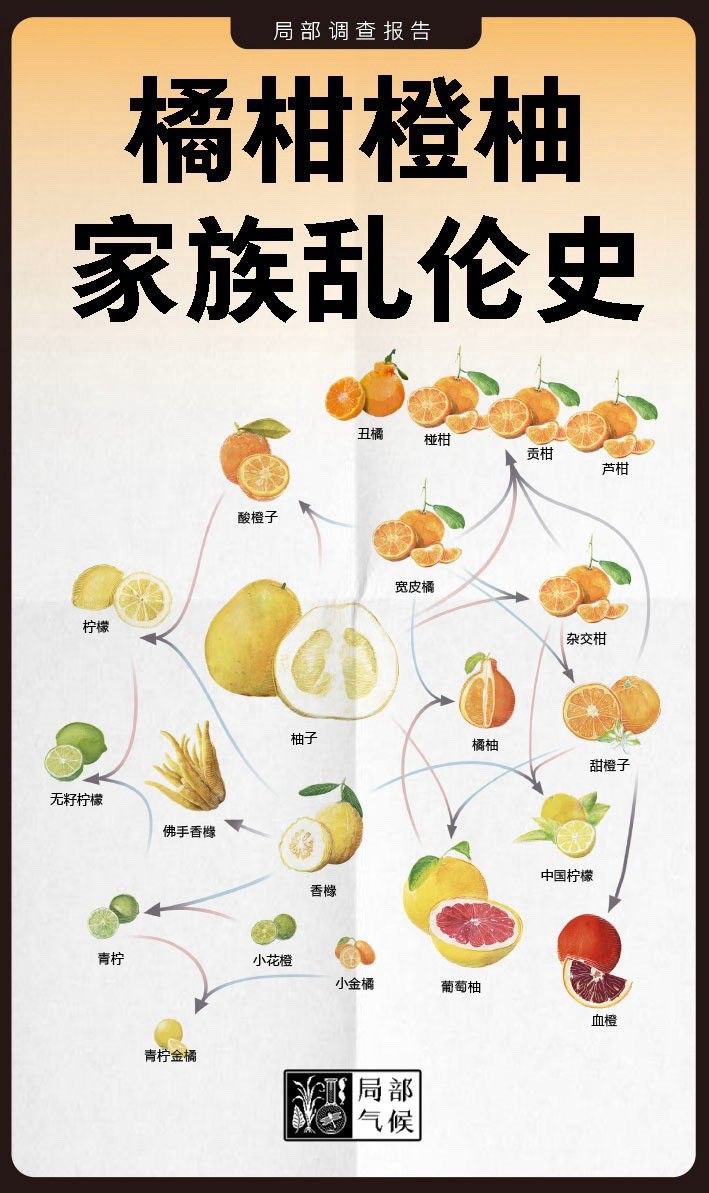 局部调查报告
橘柑橙柚
家族乱伦史
丑橘
椪柑
贡柑
芦柑
酸橙子
宽皮橘
柠檬
杂交柑
柚子
橘柚
甜橙子
无籽柠檬
佛手香橼
香橼
中国柠檬
青柠
小花橙
小金橘
葡萄柚
血橙
青柠金橘
局部
气候